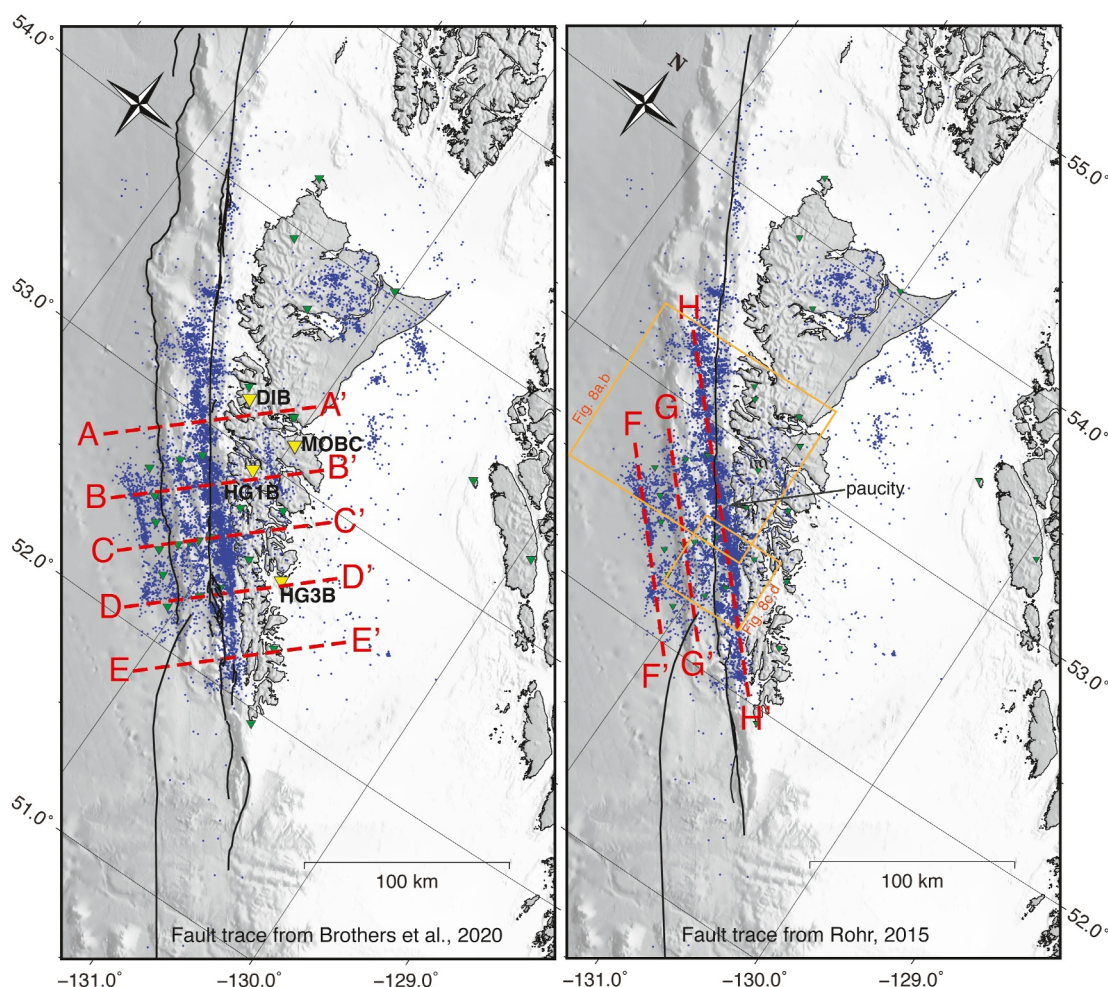 54.0°
53.0°
52.0°
51.0°
A
A'
B
B'
C
C'
D
D'
E
E'
DIB
MOBC
HG1B
HG3B
100 km
Fault trace from Brothers et al., 2020
−131.0°
−130.0°
−129.0°
N
55.0°
54.0°
53.0°
52.0°
H
G
F
Fig. 8a,b
paucity
Fig. 8c,d
F'
G'
H'
100 km
Fault trace from Rohr, 2015
−131.0°
−130.0°
−129.0°